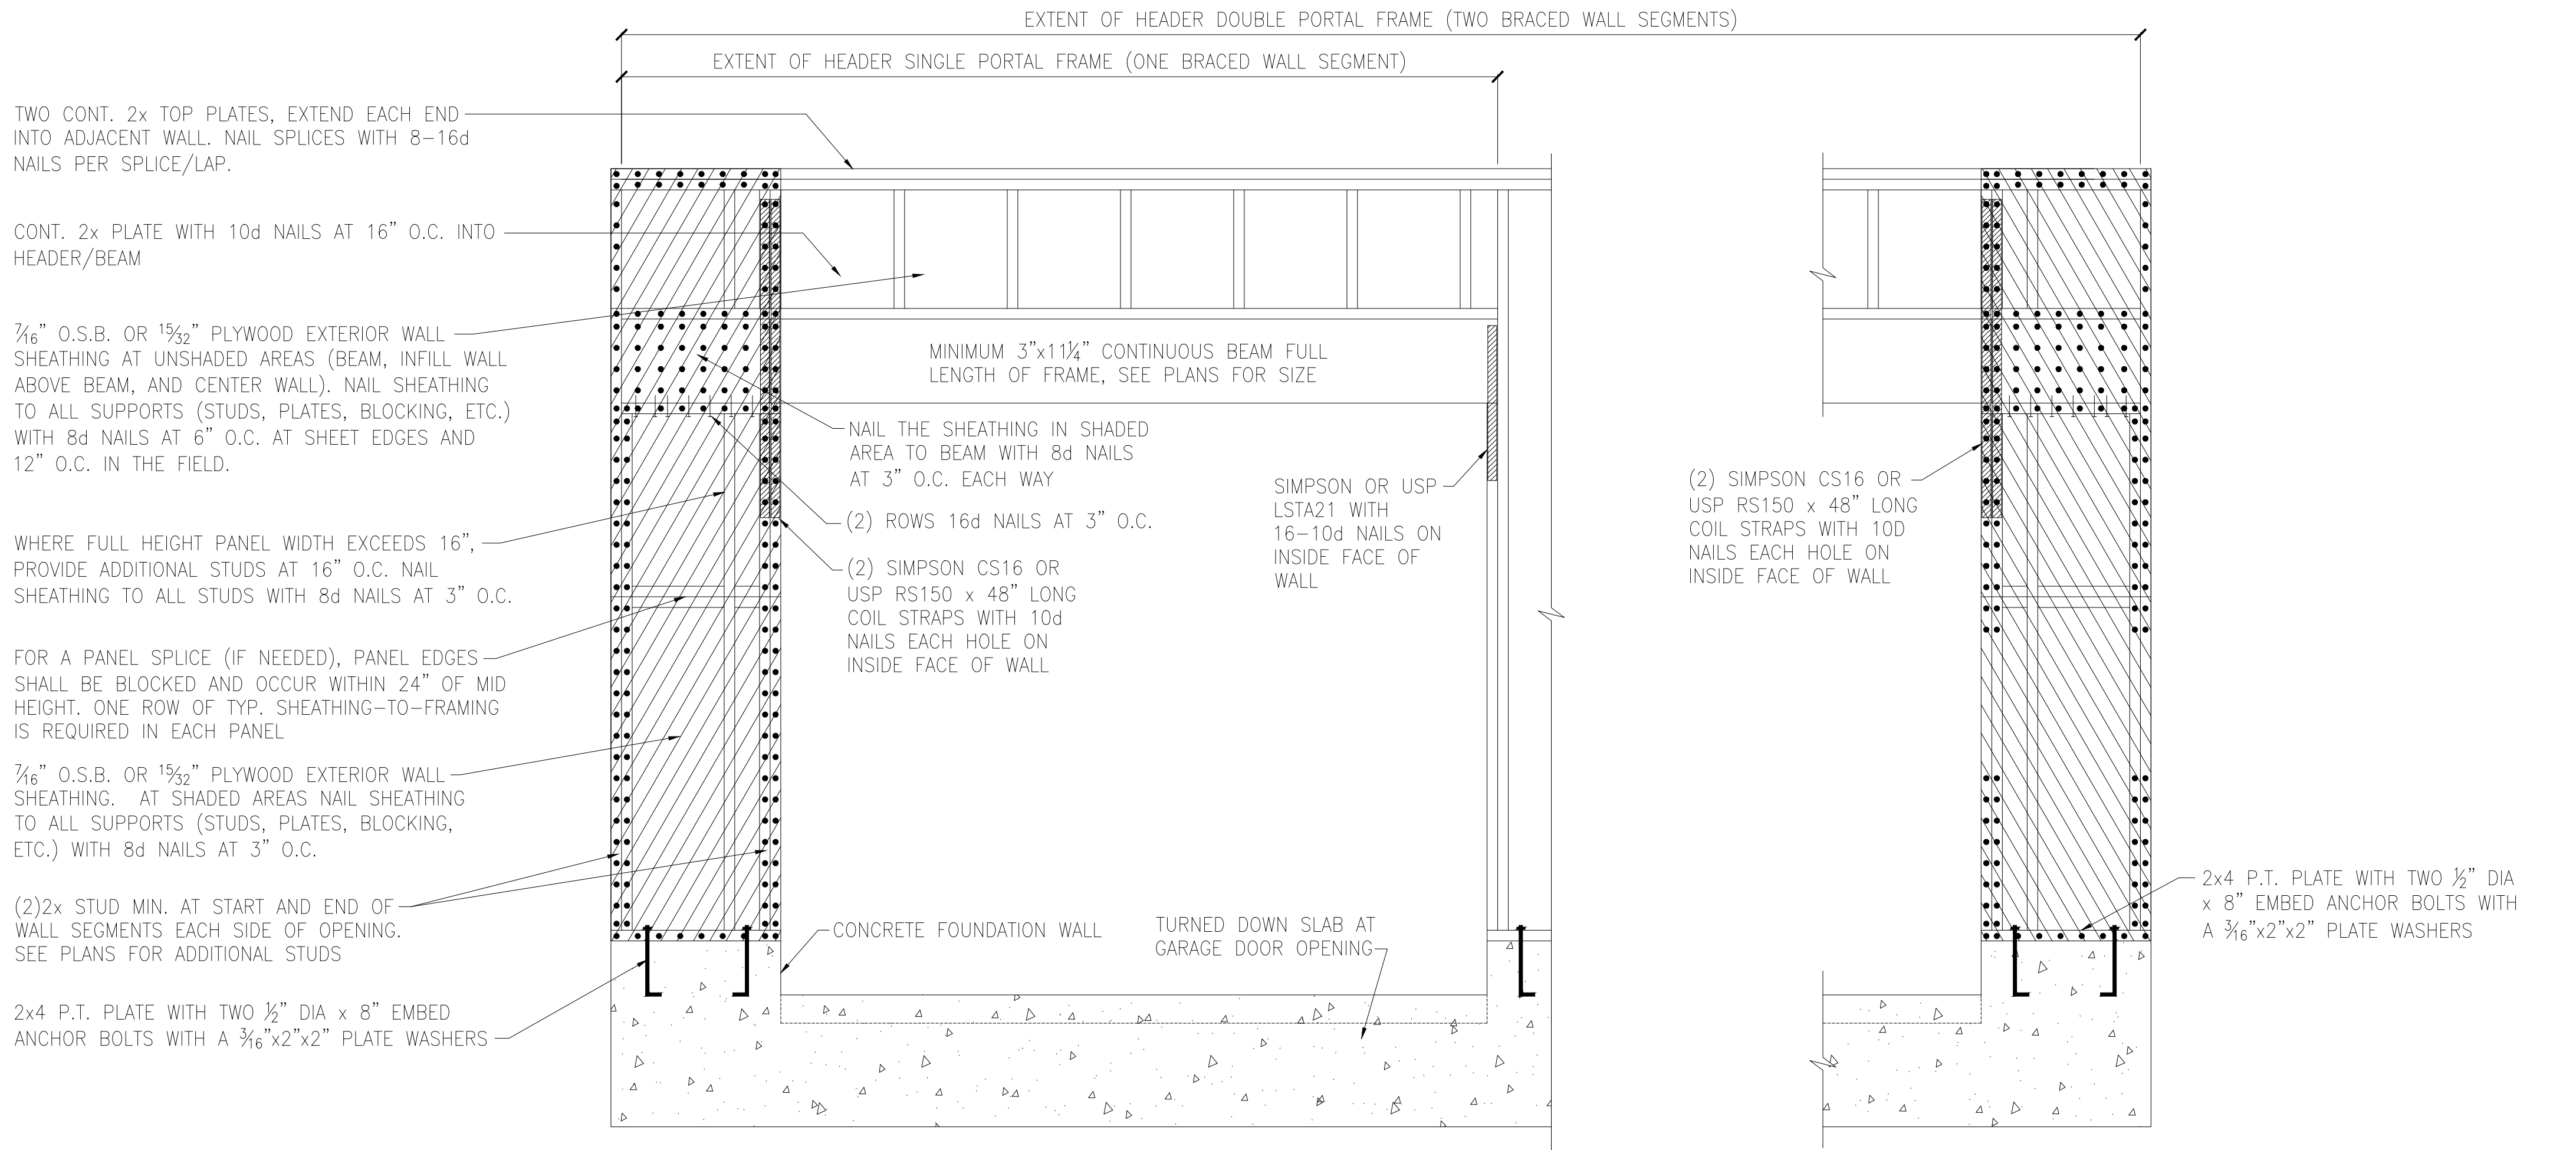 EXTENT OF HEADER DOUBLE PORTAL FRAME (TWO BRACED WALL SEGMENTS)
EXTENT OF HEADER SINGLE PORTAL FRAME (ONE BRACED WALL SEGMENT)
TWO CONT. 2x TOP PLATES, EXTEND EACH END
INTO ADJACENT WALL. NAIL SPLICES WITH 8-16d
NAILS PER SPLICE/LAP.
CONT. 2x PLATE WITH 10d NAILS AT 16" O.C. INTO
HEADER/BEAM
7/16" O.S.B. OR 15/32" PLYWOOD EXTERIOR WALL
SHEATHING AT UNSHADED AREAS (BEAM, INFILL WALL
ABOVE BEAM, AND CENTER WALL). NAIL SHEATHING
TO ALL SUPPORTS (STUDS, PLATES, BLOCKING, ETC.)
WITH 8d NAILS AT 6" O.C. AT SHEET EDGES AND
12" O.C. IN THE FIELD.
WHERE FULL HEIGHT PANEL WIDTH EXCEEDS 16",
PROVIDE ADDITIONAL STUDS AT 16" O.C. NAIL
SHEATHING TO ALL STUDS WITH 8d NAILS AT 3" O.C.
FOR A PANEL SPLICE (IF NEEDED), PANEL EDGES
SHALL BE BLOCKED AND OCCUR WITHIN 24" OF MID
HEIGHT. ONE ROW OF TYP. SHEATHING-TO-FRAMING
IS REQUIRED IN EACH PANEL
7/16" O.S.B. OR 15/32" PLYWOOD EXTERIOR WALL
SHEATHING. AT SHADED AREAS NAIL SHEATHING
TO ALL SUPPORTS (STUDS, PLATES, BLOCKING,
ETC.) WITH 8d NAILS AT 3" O.C.
(2)2x STUD MIN. AT START AND END OF
WALL SEGMENTS EACH SIDE OF OPENING.
SEE PLANS FOR ADDITIONAL STUDS
2x4 P.T. PLATE WITH TWO 1/2" DIA x 8" EMBED
ANCHOR BOLTS WITH A 3/16"x2"x2" PLATE WASHERS
MINIMUM 3"x11 1/4" CONTINUOUS BEAM FULL
LENGTH OF FRAME, SEE PLANS FOR SIZE
NAIL THE SHEATHING IN SHADED
AREA TO BEAM WITH 8d NAILS
AT 3" O.C. EACH WAY
(2) ROWS 16d NAILS AT 3" O.C.
(2) SIMPSON CS16 OR
USP RS150 x 48" LONG
COIL STRAPS WITH 10d
NAILS EACH HOLE ON
INSIDE FACE OF WALL
SIMPSON OR USP
LSTA21 WITH
16-10d NAILS ON
INSIDE FACE OF
WALL
CONCRETE FOUNDATION WALL
TURNED DOWN SLAB AT
GARAGE DOOR OPENING
(2) SIMPSON CS16 OR
USP RS150 x 48" LONG
COIL STRAPS WITH 10D
NAILS EACH HOLE ON
INSIDE FACE OF WALL
2x4 P.T. PLATE WITH TWO 1/2" DIA
x 8" EMBED ANCHOR BOLTS WITH
A 3/16"x2"x2" PLATE WASHERS